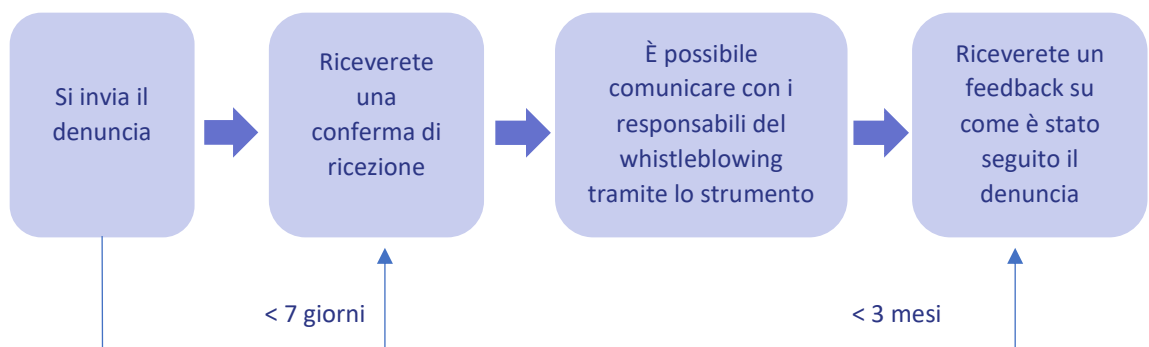 Si invia il
denuncia
Riceverete
una
conferma di
ricezione
È possibile
comunicare con i
responsabili del
whistleblowing
tramite lo strumento
Riceverete un
feedback su
come è stato
seguito il
denuncia
< 7 giorni
< 3 mesi